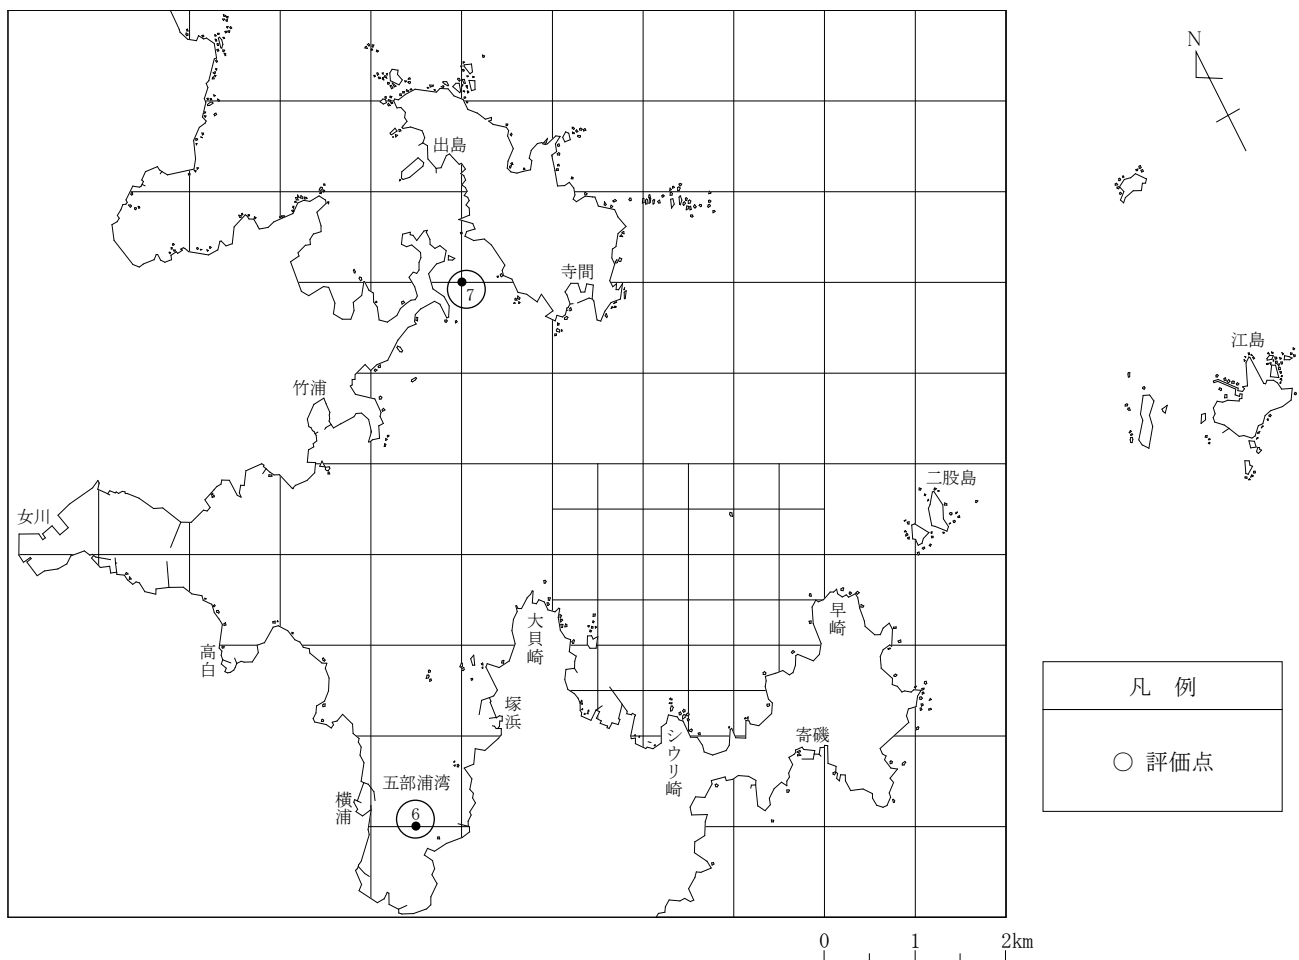 N
出島
寺間
7
江島
竹浦
二股島
女川
大貝崎
早崎
高白
塚浜
シウリ崎
寄磯
五部浦湾
横浦
6
凡 例
○ 評価点
0 1 2km